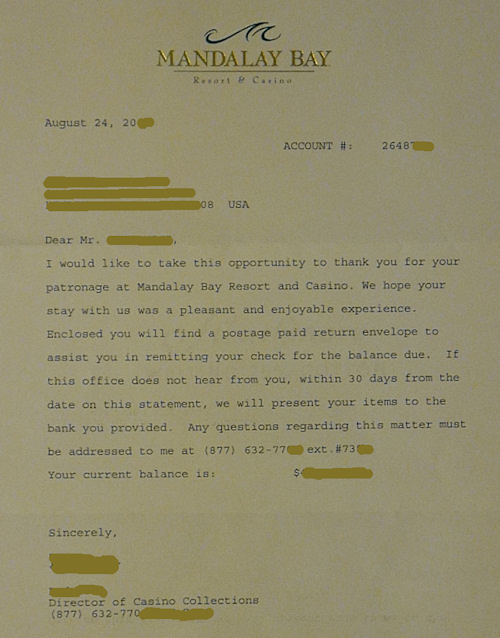 MANDALAY BAY
Resort & Casino
August 24, 20
ACCOUNT #: 2648
08 USA
Dear Mr. ,
I would like to take this opportunity to thank you for your
patronage at Mandalay Bay Resort and Casino. We hope your
stay with us was a pleasant and enjoyable experience.
Enclosed you will find a postage paid return envelope to
assist you in remitting your check for the balance due. If
this office does not hear from you, within 30 days from the
date on this statement, we will present your items to the
bank you provided. Any questions regarding this matter must
be addressed to me at (877) 632-77 ext.#73
Your current balance is: $
Sincerely,
Director of Casino Collections
(877) 632-770